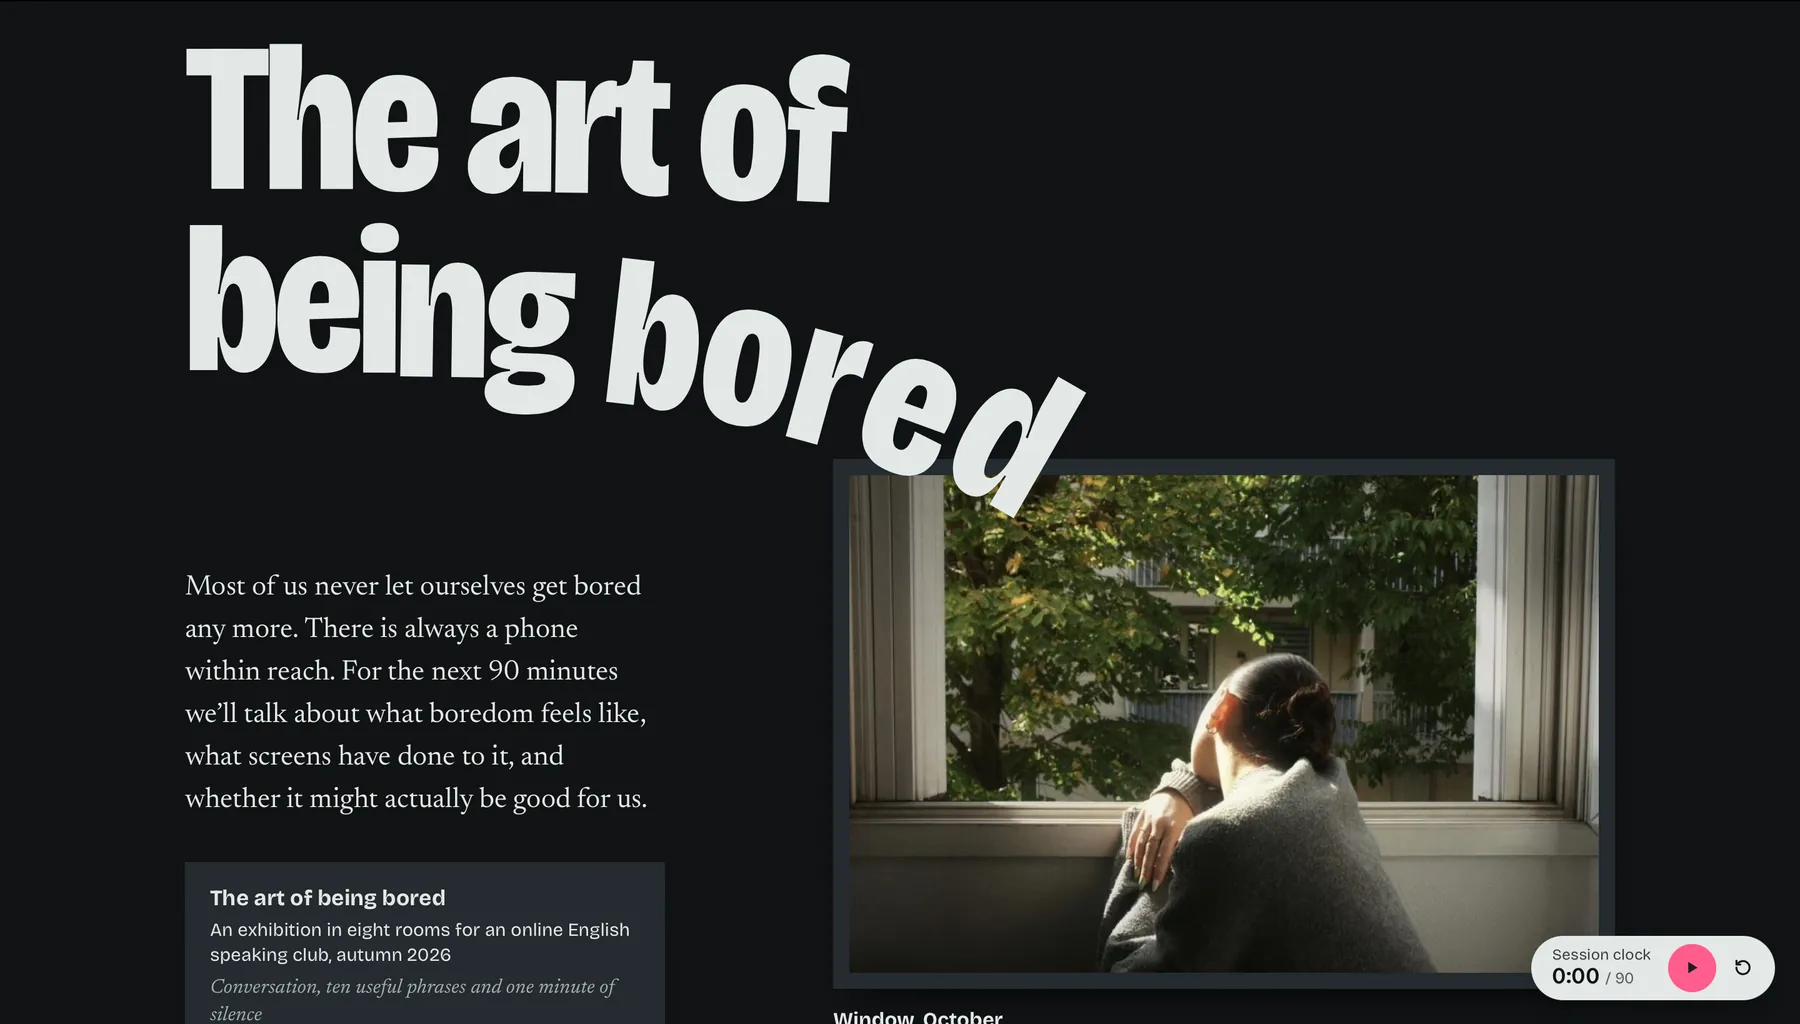 The art of
being bored
Most of us never let ourselves get bored
any more. There is always a phone
within reach. For the next 90 minutes
we’ll talk about what boredom feels like,
what screens have done to it, and
whether it might actually be good for us.
The art of being bored
An exhibition in eight rooms for an online English
speaking club, autumn 2026
Conversation, ten useful phrases and one minute of
silence
Window, October
Session clock
0:00 / 90